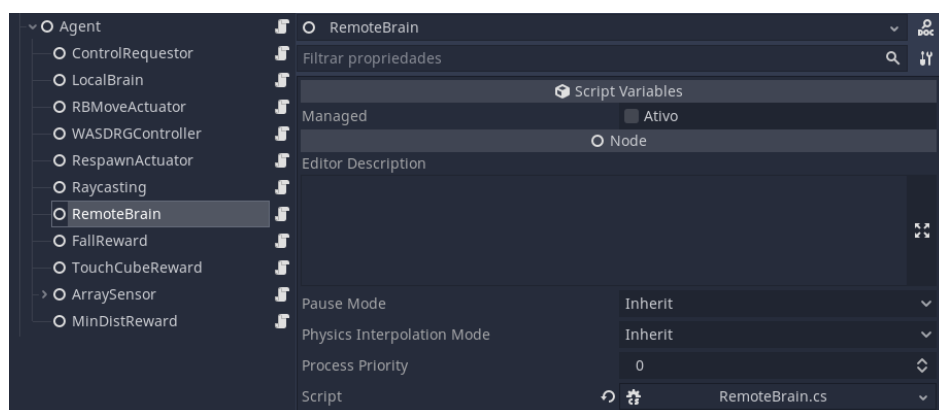 Agent
ControlRequestor
LocalBrain
RBMoveActuator
WASDRGController
RespawnActuator
Raycasting
RemoteBrain
FallReward
TouchCubeReward
ArraySensor
MinDistReward
RemoteBrain
DOC
Filtrar propriedades
Script Variables
Managed Ativo
Node
Editor Description
Pause Mode Inherit
Physics Interpolation Mode Inherit
Process Priority 0
Script RemoteBrain.cs